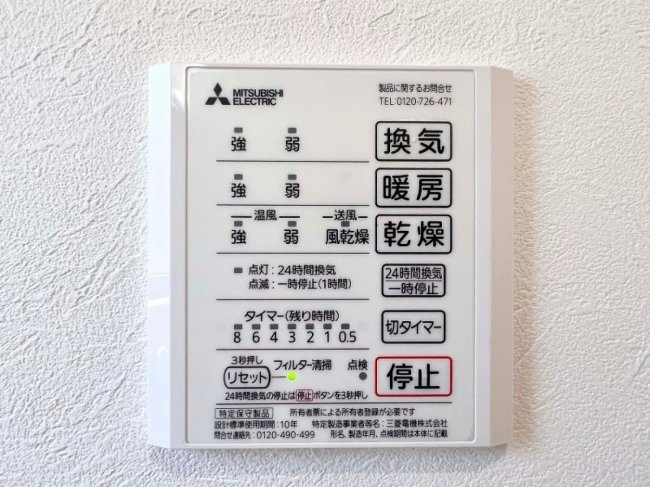 MITSUBISHI ELECTRIC
製品に関するお問合せ
TEL:0120-726-471
強 弱 換気
強 弱 暖房
温風 送風
強 弱 風乾燥 乾燥
点灯:24時間換気
点滅:一時停止(1時間)
24時間換気
一時停止
タイマー(残り時間)
8 6 4 3 2 1 0.5
切タイマー
3秒押し
リセット フィルター清掃 点検
停止
24時間換気の停止は停止ボタンを3秒押し
特定保守製品 所有者票による所有者登録が必要です
設計標準使用期間:10年 特定製造事業者等名:三菱電機株式会社
問合せ連絡先:0120-490-499 形名、製造年月、点検期間は本体に記載